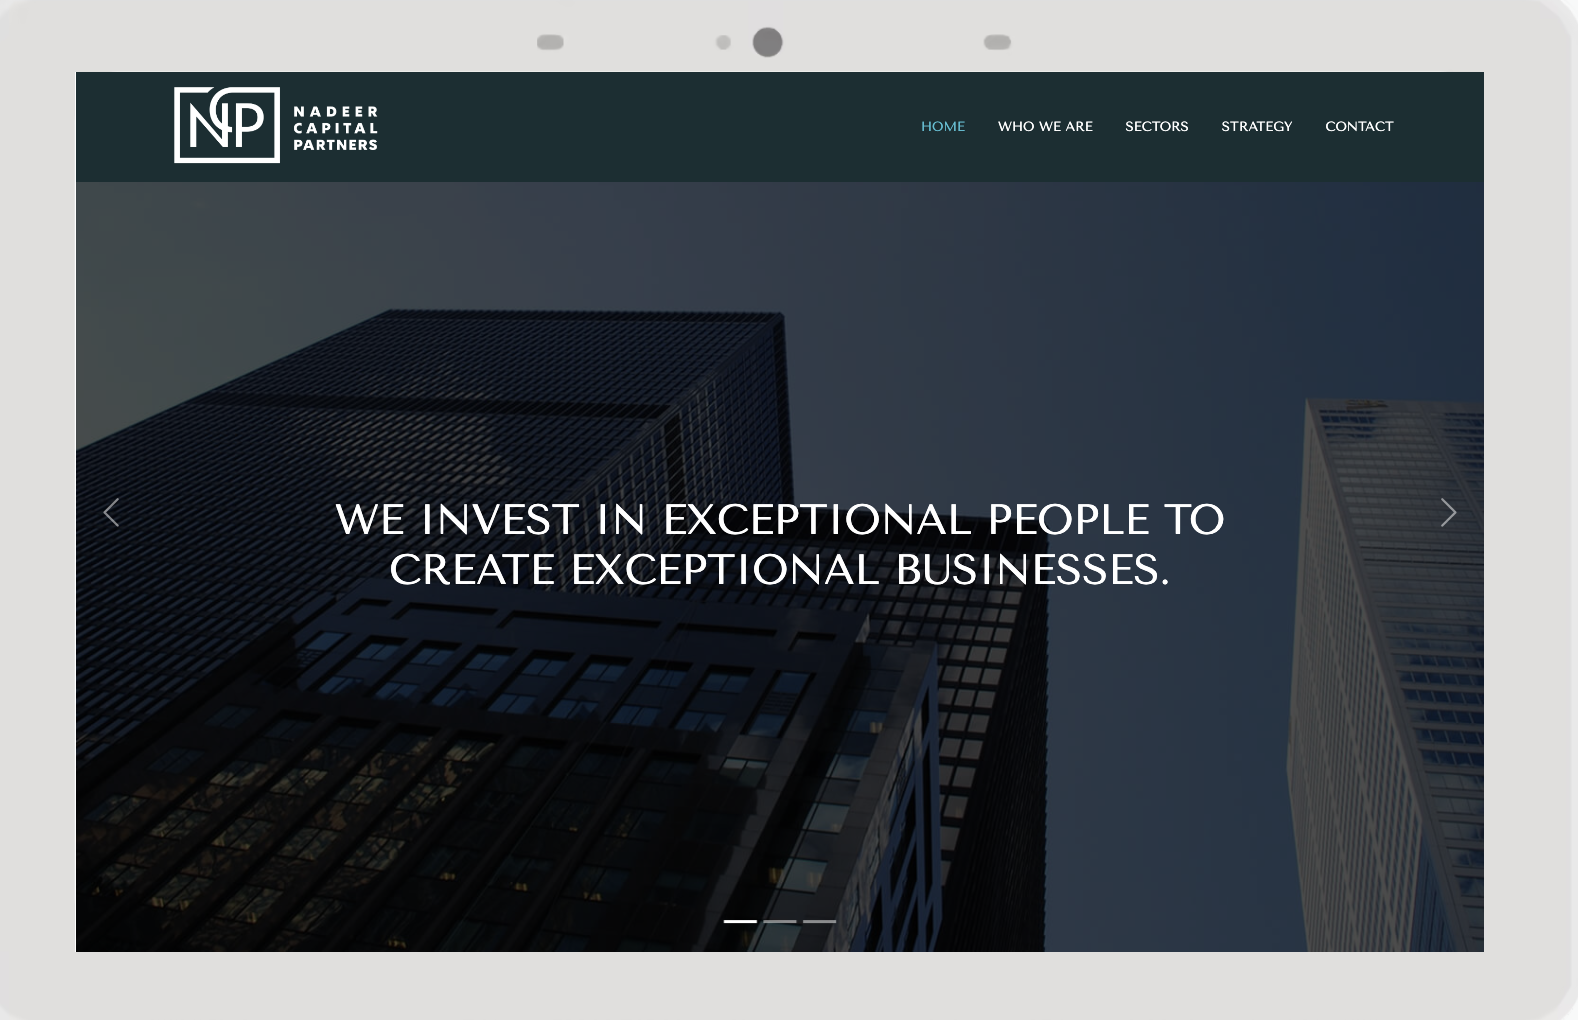 NCP
NADEER
CAPITAL
PARTNERS
HOME WHO WE ARE SECTORS STRATEGY CONTACT
WE INVEST IN EXCEPTIONAL PEOPLE TO
CREATE EXCEPTIONAL BUSINESSES.